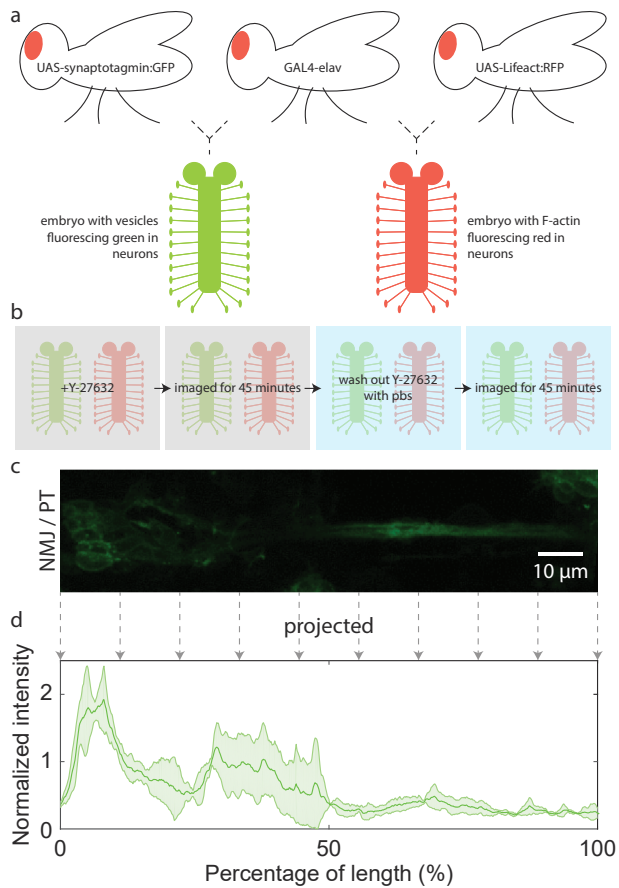 a
UAS-synaptotagmin:GFP
GAL4-elav
UAS-Lifeact:RFP
embryo with vesicles
fluorescing green in
neurons
embryo with F-actin
fluorescing red in
neurons
b
+Y-27632
imaged for 45 minutes
wash out Y-27632
with pbs
imaged for 45 minutes
c
NMJ / PT
10 μm
d
projected
Normalized intensity
2
1
0
0
50
100
Percentage of length (%)